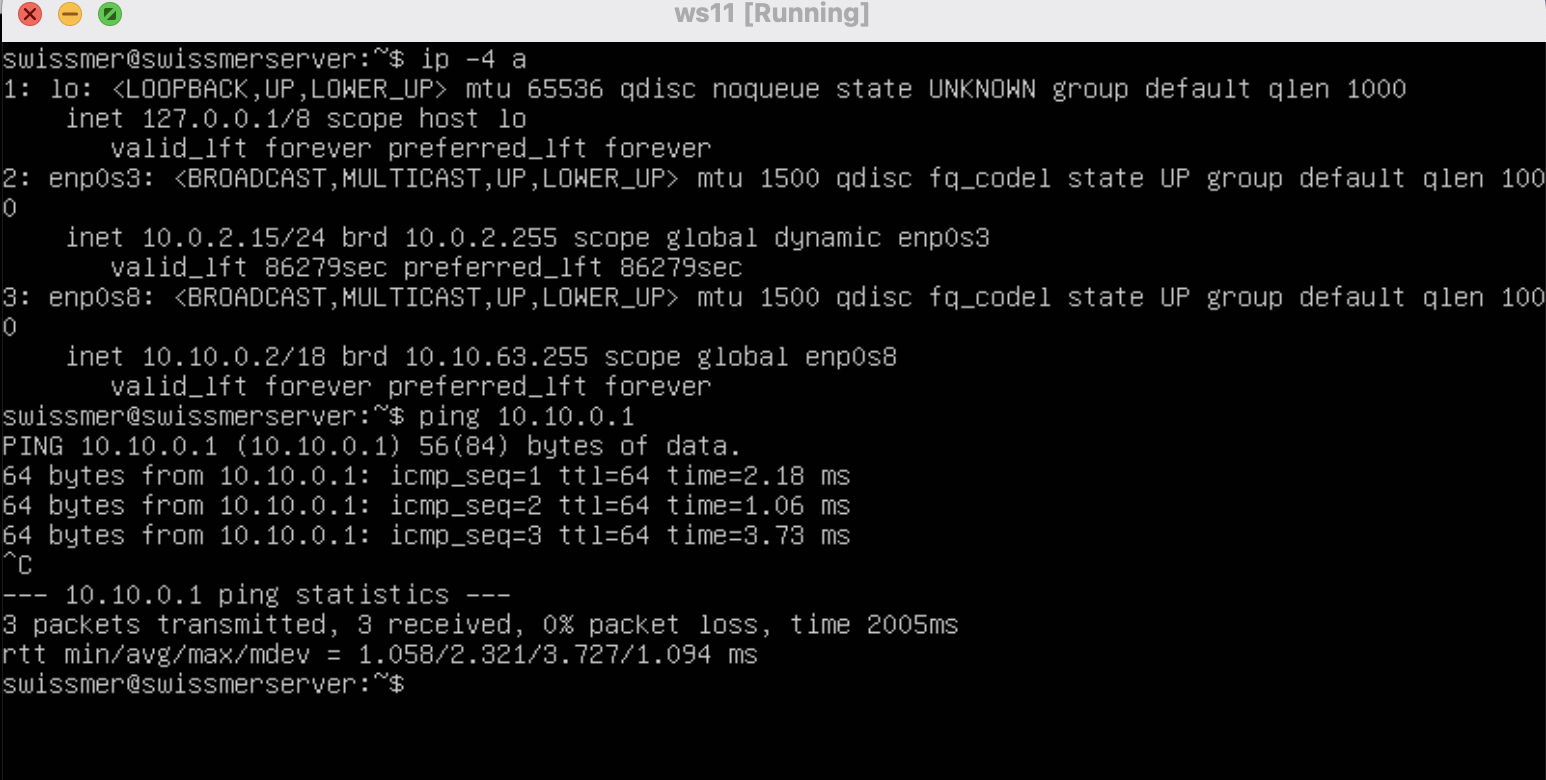 ws11 [Running]
swissmer@swissmerserver:~$ ip -4 a
1: lo: <LOOPBACK,UP,LOWER_UP> mtu 65536 qdisc noqueue state UNKNOWN group default qlen 1000
    inet 127.0.0.1/8 scope host lo
       valid_lft forever preferred_lft forever
2: enp0s3: <BROADCAST,MULTICAST,UP,LOWER_UP> mtu 1500 qdisc fq_codel state UP group default qlen 100
0
    inet 10.0.2.15/24 brd 10.0.2.255 scope global dynamic enp0s3
       valid_lft 86279sec preferred_lft 86279sec
3: enp0s8: <BROADCAST,MULTICAST,UP,LOWER_UP> mtu 1500 qdisc fq_codel state UP group default qlen 100
0
    inet 10.10.0.2/18 brd 10.10.63.255 scope global enp0s8
       valid_lft forever preferred_lft forever
swissmer@swissmerserver:~$ ping 10.10.0.1
PING 10.10.0.1 (10.10.0.1) 56(84) bytes of data.
64 bytes from 10.10.0.1: icmp_seq=1 ttl=64 time=2.18 ms
64 bytes from 10.10.0.1: icmp_seq=2 ttl=64 time=1.06 ms
64 bytes from 10.10.0.1: icmp_seq=3 ttl=64 time=3.73 ms
^C
--- 10.10.0.1 ping statistics ---
3 packets transmitted, 3 received, 0% packet loss, time 2005ms
rtt min/avg/max/mdev = 1.058/2.321/3.727/1.094 ms
swissmer@swissmerserver:~$